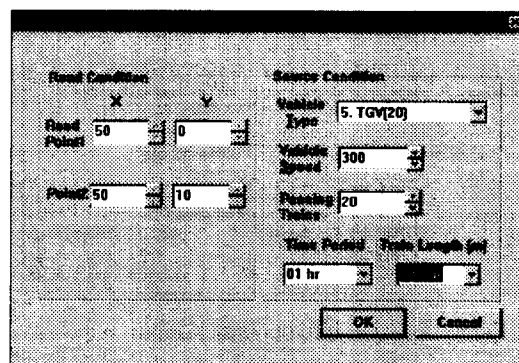 Road Condition
X Y
Road Point1 50 0
Point2 50 10
Source Condition
Vehicle Type 5. TGV(20)
Vehicle Speed 300
Passing Trains 20
Time Period Train Length (m)
01 hr
OK Cancel